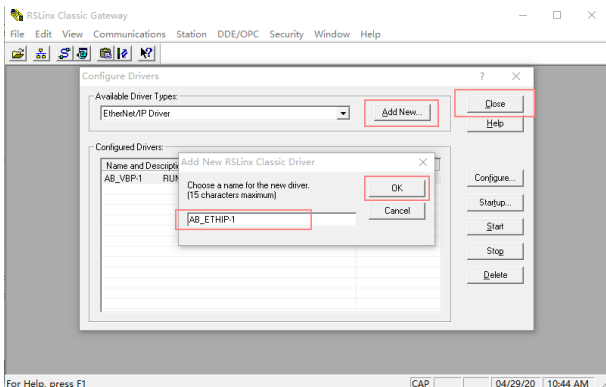 RSLinx Classic Gateway
File Edit View Communications Station DDE/OPC Security Window Help
Configure Drivers ?
Available Driver Types:
EtherNet/IP Driver
Add New...
Close
Help
Configured Drivers:
Name and
AB_VBP-1 RUN
Add New RSLinx Classic Driver
Choose a name for the new driver.
(15 characters maximum)
AB_ETHIP-1
OK
Cancel
Configure...
Startup...
Start
Stop
Delete
For Help, press F1 CAP 04/29/20 10:44 AM